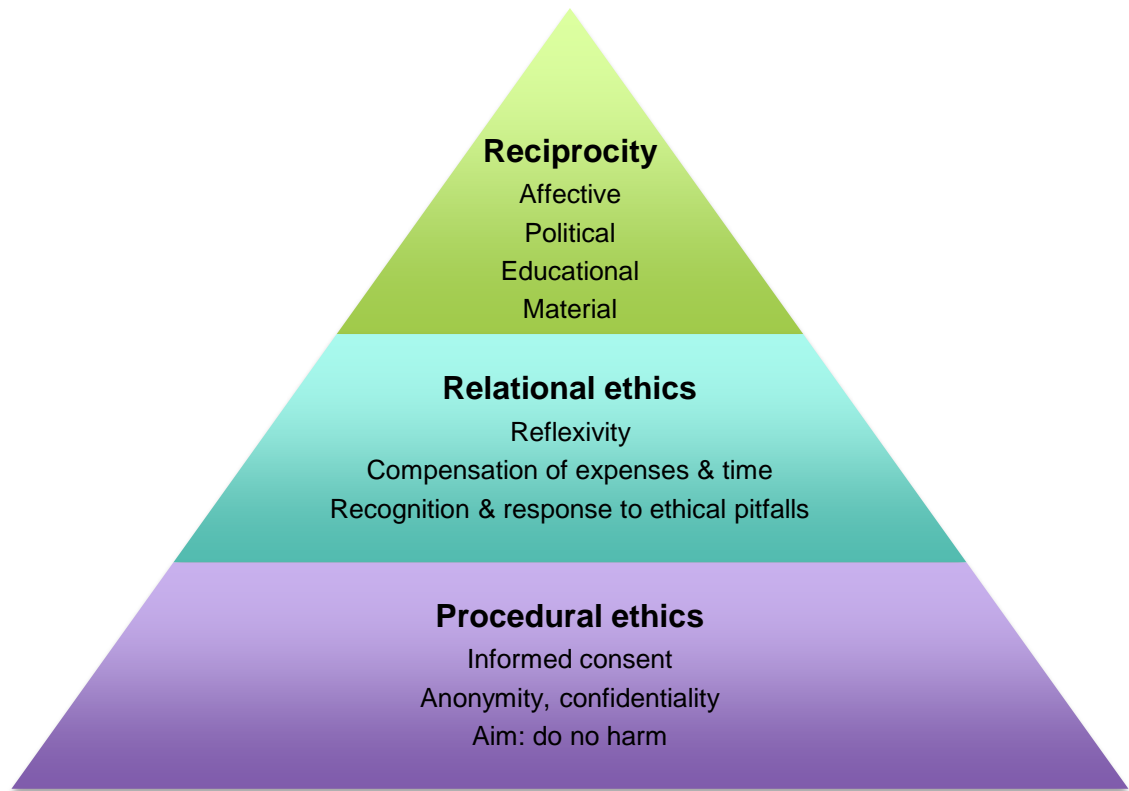 Reciprocity
Affective
Political
Educational
Material
Relational ethics
Reflexivity
Compensation of expenses & time
Recognition & response to ethical pitfalls
Procedural ethics
Informed consent
Anonymity, confidentiality
Aim: do no harm